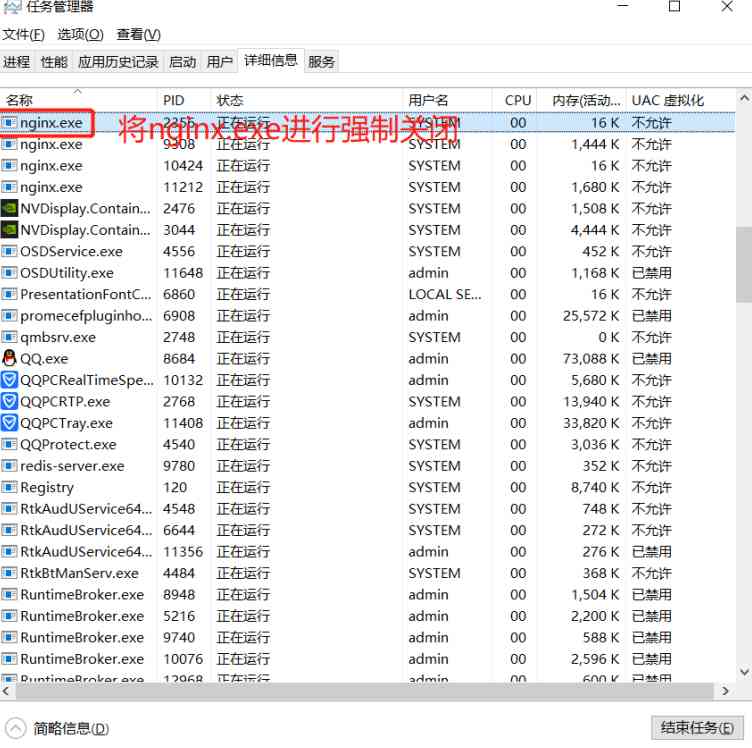 任务管理器
文件(F) 选项(O) 查看(V)
进程 性能 应用历史记录 启动 用户 详细信息 服务
名称 PID 状态 用户名 CPU 内存(活动... UAC 虚拟化
nginx.exe 2356 正在运行 SYSTEM 00 16 K 不允许
将nginx.exe进行强制关闭
nginx.exe 9308 正在运行 SYSTEM 00 1,444 K 不允许
nginx.exe 10424 正在运行 SYSTEM 00 16 K 不允许
nginx.exe 11212 正在运行 SYSTEM 00 1,680 K 不允许
NVDisplay.Contain... 2476 正在运行 SYSTEM 00 1,508 K 不允许
NVDisplay.Contain... 3044 正在运行 SYSTEM 00 4,444 K 不允许
OSDService.exe 4556 正在运行 SYSTEM 00 452 K 不允许
OSDUtility.exe 11648 正在运行 admin 00 1,168 K 已禁用
PresentationFontC... 6860 正在运行 LOCAL SE... 00 16 K 不允许
promecefpluginho... 6908 正在运行 admin 00 25,572 K 已禁用
qmbsrv.exe 2748 正在运行 SYSTEM 00 0 K 不允许
QQ.exe 8684 正在运行 admin 00 73,088 K 已禁用
QQPCRealTimeSpe... 10132 正在运行 admin 00 5,680 K 不允许
QQPCRTP.exe 2768 正在运行 SYSTEM 00 13,940 K 不允许
QQPCTray.exe 11408 正在运行 admin 00 33,820 K 不允许
QQProtect.exe 4540 正在运行 SYSTEM 00 3,036 K 不允许
redis-server.exe 9780 正在运行 SYSTEM 00 352 K 不允许
Registry 120 正在运行 SYSTEM 00 8,740 K 不允许
RtkAudUService64... 4548 正在运行 SYSTEM 00 748 K 不允许
RtkAudUService64... 6644 正在运行 SYSTEM 00 272 K 不允许
RtkAudUService64... 11356 正在运行 admin 00 276 K 已禁用
RtkBtManServ.exe 4484 正在运行 SYSTEM 00 368 K 不允许
RuntimeBroker.exe 8948 正在运行 admin 00 1,504 K 已禁用
RuntimeBroker.exe 5216 正在运行 admin 00 2,200 K 已禁用
RuntimeBroker.exe 9740 正在运行 admin 00 588 K 已禁用
RuntimeBroker.exe 10076 正在运行 admin 00 2,596 K 已禁用
RuntimeBroker.exe 12968 正在运行 admin 00 600 K 已禁用
简略信息(D) 结束任务(E)